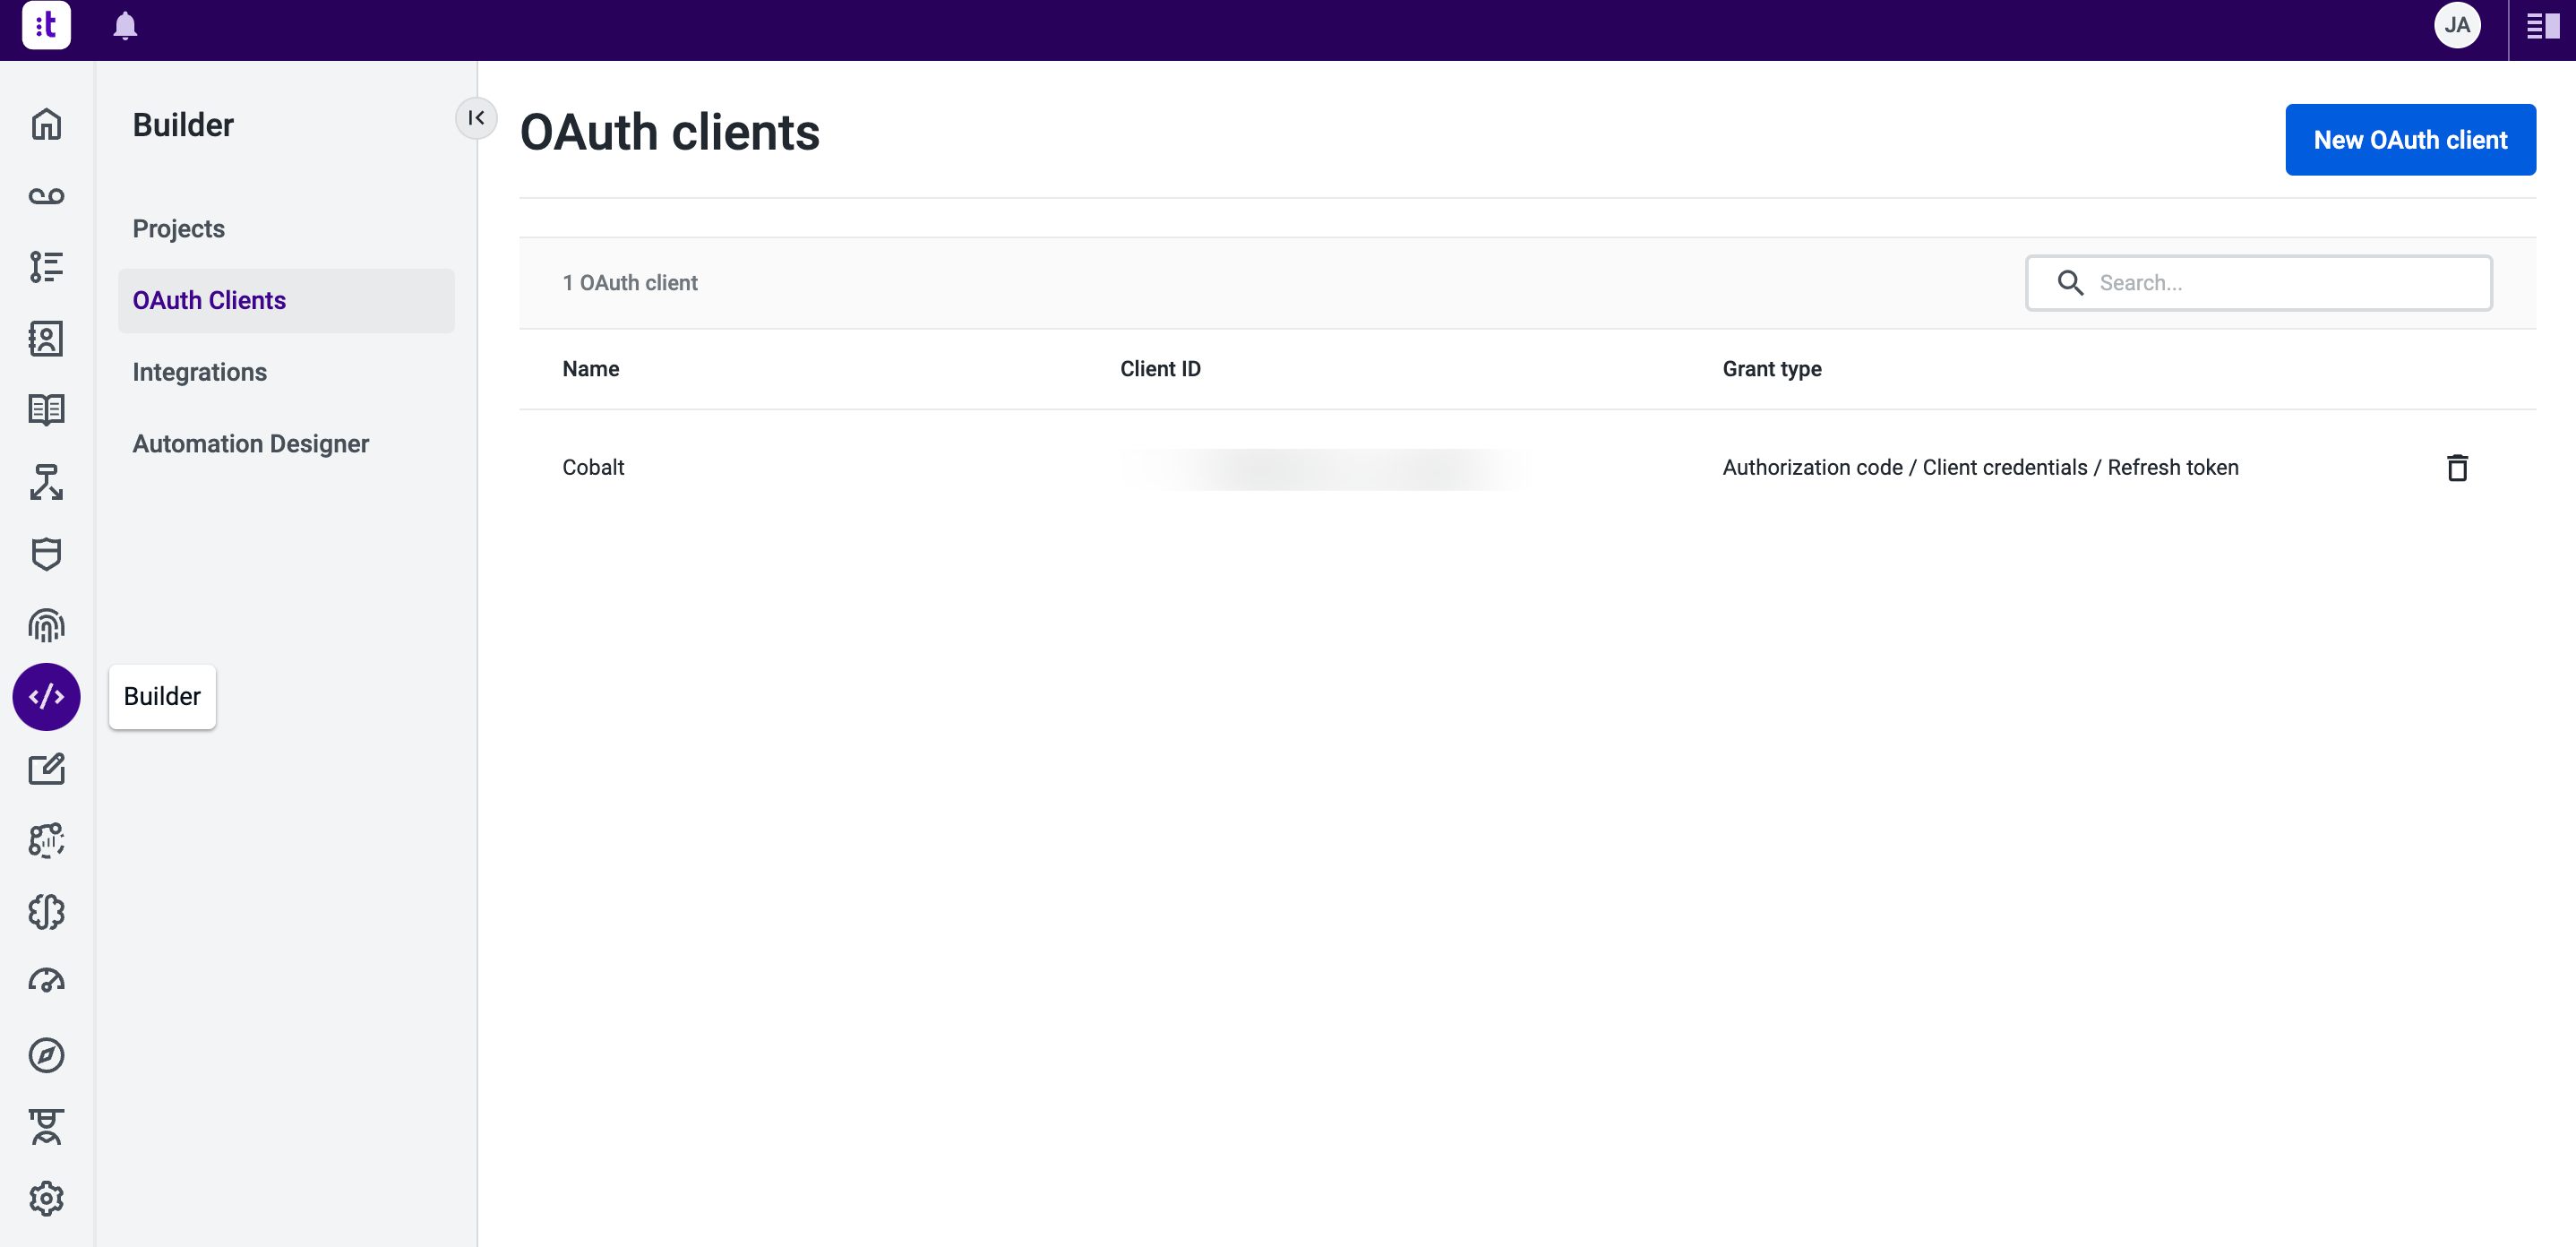 :t
JA
Builder
Projects
OAuth Clients
Integrations
Automation Designer
Builder
OAuth clients
New OAuth client
1 OAuth client
Search...
Name Client ID Grant type
Cobalt Authorization code / Client credentials / Refresh token